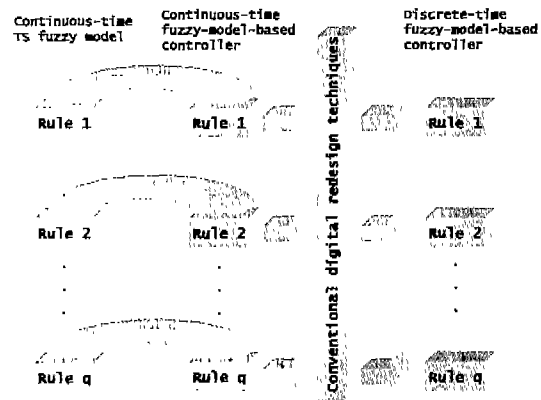 Continuous-time
TS fuzzy model
Continuous-time
fuzzy-model-based
controller
Discrete-time
fuzzy-model-based
controller
Conventional digital redesign techniques
Rule 1
Rule 1
Rule 1
Rule 2
Rule 2
Rule 2
Rule q
Rule q
Rule q